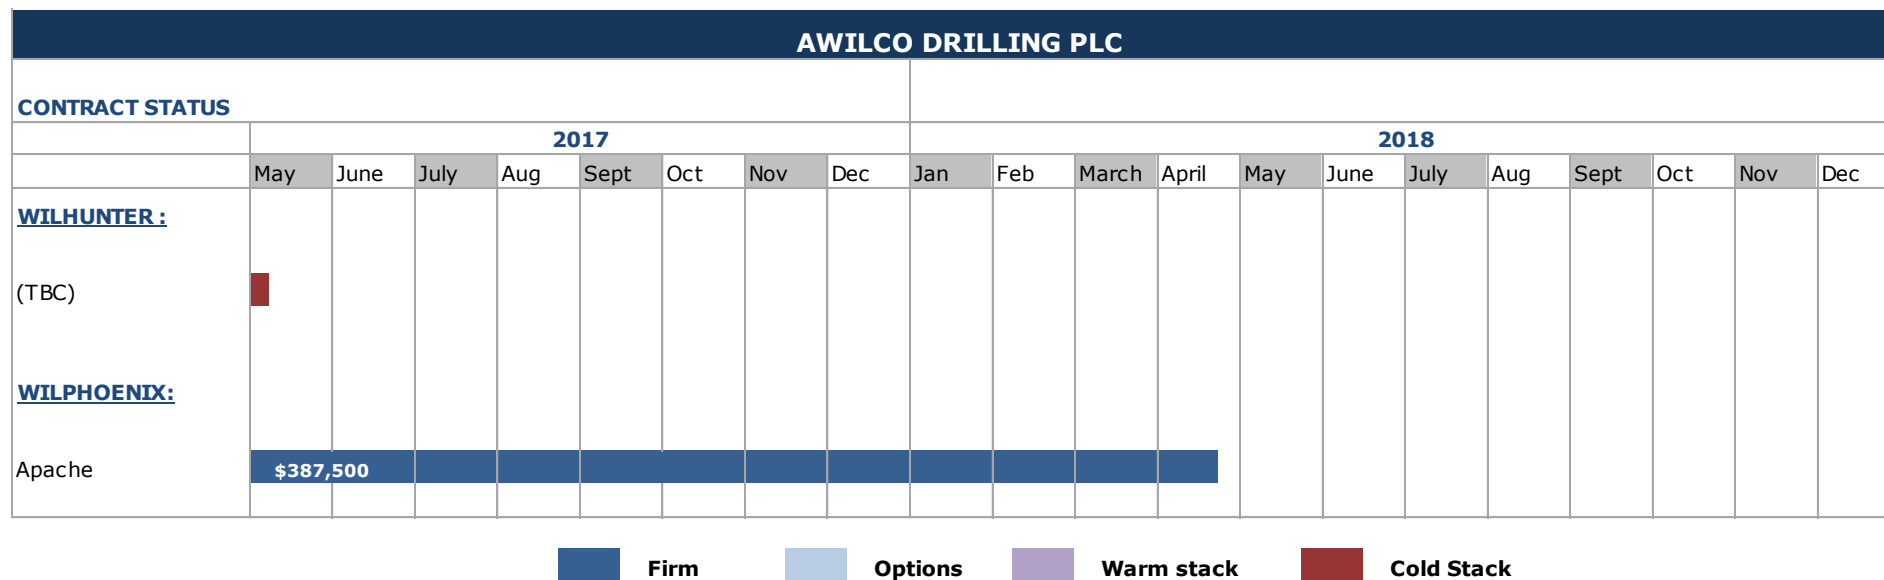 AWILCO DRILLING PLC
CONTRACT STATUS
2017 2018
May June July Aug Sept Oct Nov Dec Jan Feb March April May June July Aug Sept Oct Nov Dec
WILHUNTER :
(TBC)
WILPHOENIX:
Apache $387,500
Firm Options Warm stack Cold Stack